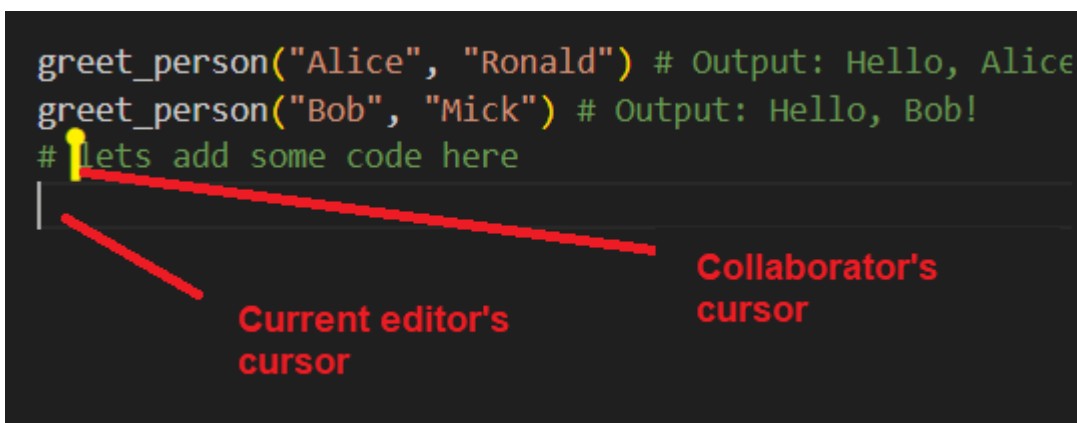 greet_person("Alice", "Ronald") # Output: Hello, Alice
greet_person("Bob", "Mick") # Output: Hello, Bob!
# lets add some code here
Collaborator's
cursor
Current editor's
cursor